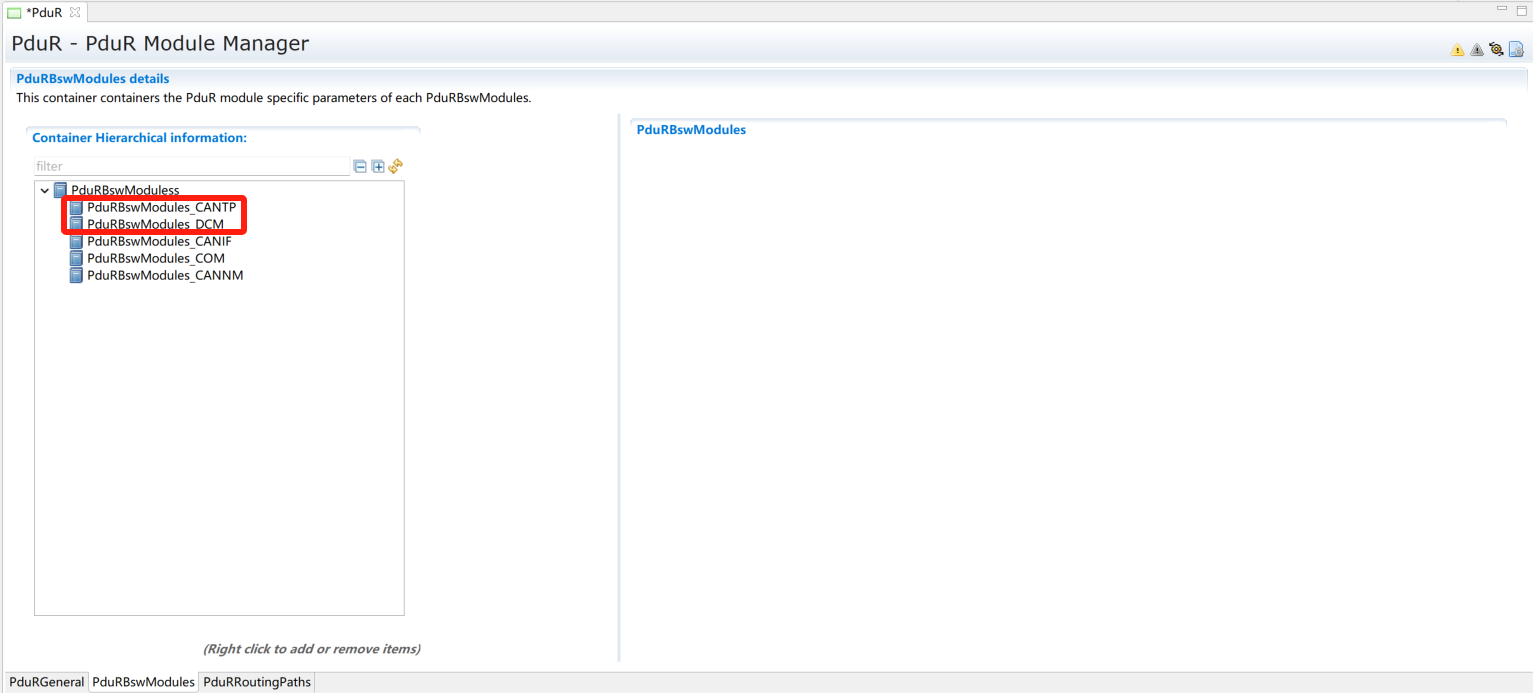 *PduR
PduR - PduR Module Manager
PduRBswModules details
This container containers the PduR module specific parameters of each PduRBswModules.
Container Hierarchical information:
filter
PduRBswModuless
PduRBswModules_CANTP
PduRBswModules_DCM
PduRBswModules_CANIF
PduRBswModules_COM
PduRBswModules_CANNM
(Right click to add or remove items)
PduRBswModules
PduRGeneral PduRBswModules PduRRoutingPaths